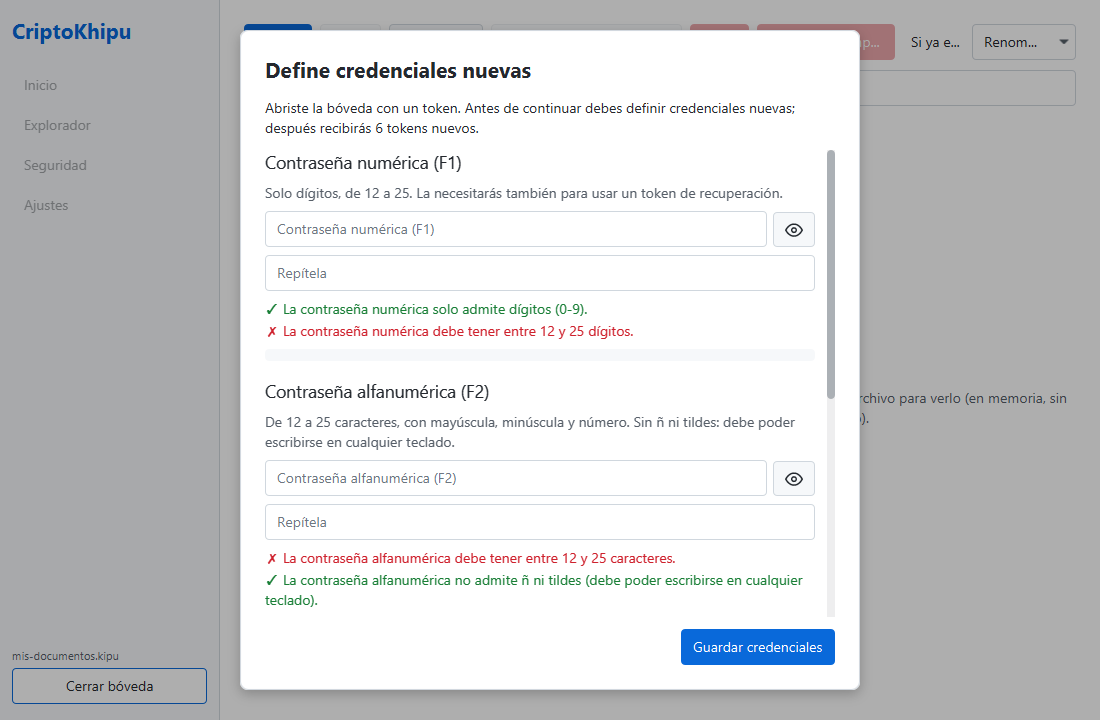 CriptoKhipu
Inicio
Explorador
Seguridad
Ajustes
mis-documentos.kipu
Cerrar bóveda
Si ya e...
Renom...
p...
Define credenciales nuevas
Abriste la bóveda con un token. Antes de continuar debes definir credenciales nuevas;
después recibirás 6 tokens nuevos.
Contraseña numérica (F1)
Solo dígitos, de 12 a 25. La necesitarás también para usar un token de recuperación.
Contraseña numérica (F1)
Repítela
✓ La contraseña numérica solo admite dígitos (0-9).
✗ La contraseña numérica debe tener entre 12 y 25 dígitos.
Contraseña alfanumérica (F2)
De 12 a 25 caracteres, con mayúscula, minúscula y número. Sin ñ ni tildes: debe poder
escribirse en cualquier teclado.
Contraseña alfanumérica (F2)
Repítela
✗ La contraseña alfanumérica debe tener entre 12 y 25 caracteres.
✓ La contraseña alfanumérica no admite ñ ni tildes (debe poder escribirse en cualquier
teclado).
Guardar credenciales
para verlo (en memoria, sin